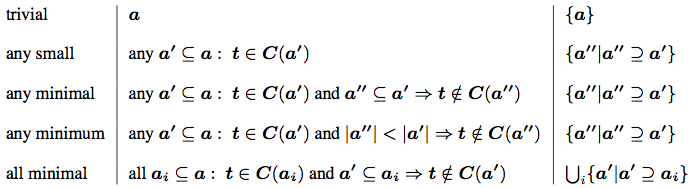 trivial a {a}
any small any a′ ⊆ a : t ∈ C(a′) {a″|a″ ⊇ a′}
any minimal any a′ ⊆ a : t ∈ C(a′) and a″ ⊆ a′ ⇒ t ∉ C(a″) {a″|a″ ⊇ a′}
any minimum any a′ ⊆ a : t ∈ C(a′) and |a″| < |a′| ⇒ t ∉ C(a″) {a″|a″ ⊇ a′}
all minimal all aᵢ ⊆ a : t ∈ C(aᵢ) and a′ ⊆ aᵢ ⇒ t ∉ C(a′) ⋃ᵢ{a′|a′ ⊇ aᵢ}